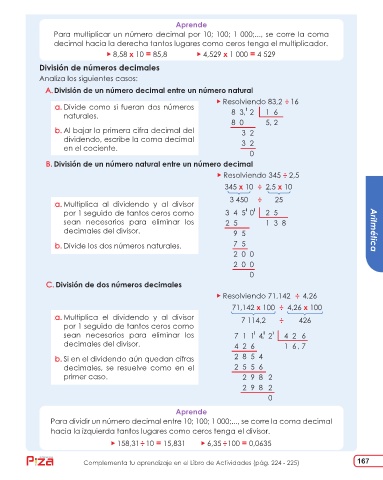 Aprende
Para multiplicar un número decimal por 10; 100; 1 000;..., se corre la coma
decimal hacia la derecha tantos lugares como ceros tenga el multiplicador.
▸ 8,58 x 10 = 85,8 ▸ 4,529 x 1 000 = 4 529
División de números decimales
Analiza los siguientes casos:
A. División de un número decimal entre un número natural
a. Divide como si fueran dos números
naturales.
b. Al bajar la primera cifra decimal del
dividendo, escribe la coma decimal
en el cociente.
▸ Resolviendo 83,2 ÷ 16
8 3, 2 1 6
8 0 5, 2
3 2
3 2
0
B. División de un número natural entre un número decimal
▸ Resolviendo 345 ÷ 2,5
345 x 10 ÷ 2,5 x 10
3 450 ÷ 25
a. Multiplica al dividendo y al divisor
por 1 seguido de tantos ceros como
sean necesarios para eliminar los
decimales del divisor.
b. Divide los dos números naturales.
3 4 5 0 2 5
2 5 1 3 8
9 5
7 5
2 0 0
2 0 0
0
Aritmética
C. División de dos números decimales
▸ Resolviendo 71,142 ÷ 4,26
71,142 x 100 ÷ 4,26 x 100
7 114,2 ÷ 426
a. Multiplica el dividendo y al divisor
por 1 seguido de tantos ceros como
sean necesarios para eliminar los
decimales del divisor.
b. Si en el dividendo aún quedan cifras
decimales, se resuelve como en el
primer caso.
7 1 1 4, 2 4 2 6
4 2 6 1 6, 7
2 8 5 4
2 5 5 6
2 9 8 2
2 9 8 2
0
Aprende
Para dividir un número decimal entre 10; 100; 1 000;..., se corre la coma decimal
hacia la izquierda tantos lugares como ceros tenga el divisor.
▸ 158,31 ÷ 10 = 15,831 ▸ 6,35 ÷ 100 = 0,0635
Complementa tu aprendizaje en el Libro de Actividades (pág. 224 - 225)
167